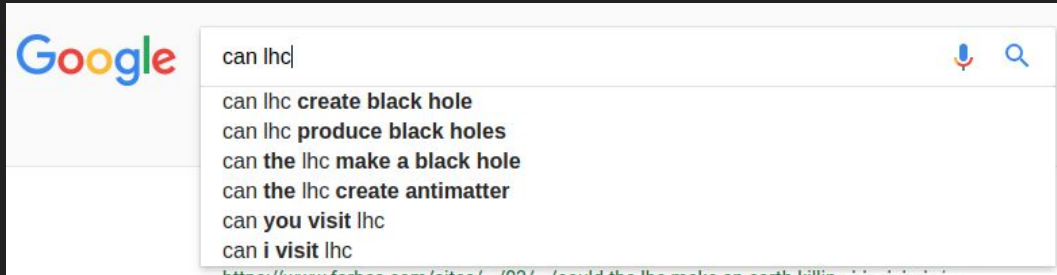 Google
can lhc
can lhc create black hole
can lhc produce black holes
can the lhc make a black hole
can the lhc create antimatter
can you visit lhc
can i visit lhc